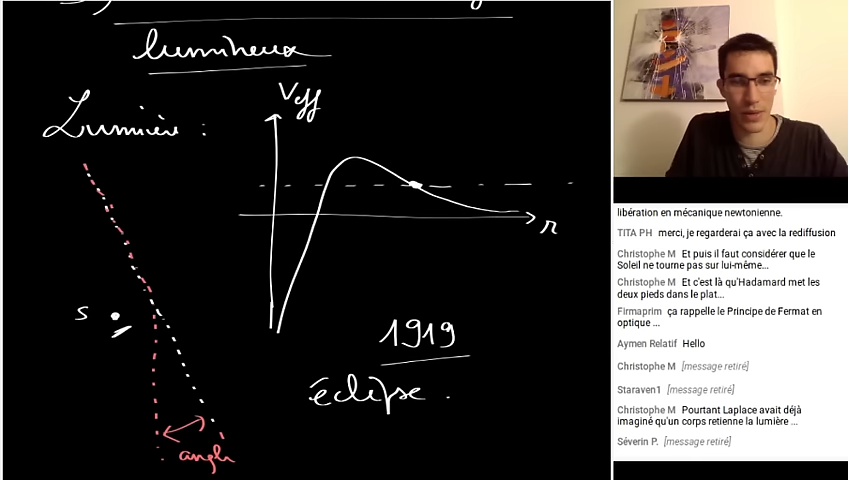 lumineux
Lumière :
Veff
r
S
1919
éclipse .
angle
libération en mécanique newtonienne.
TITA PH merci, je regarderai ça avec la rediffusion
Christophe M Et puis il faut considérer que le
Soleil ne tourne pas sur lui-même...
Christophe M Et c'est là qu'Hadamard met les
deux pieds dans le plat...
Firmaprim ça rappelle le Principe de Fermat en
optique ...
Aymen Relatif Hello
Christophe M [message retiré]
Staraven1 [message retiré]
Christophe M Pourtant Laplace avait déjà
imaginé qu'un corps retienne la lumière ...
Séverin P. [message retiré]